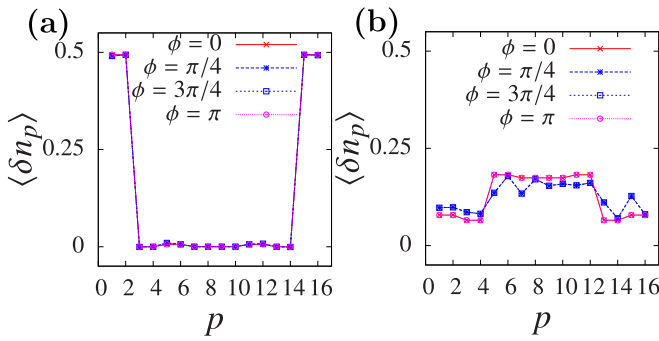 (a)
0.5
0.25
0
⟨δn_p⟩
ϕ = 0
ϕ = π/4
ϕ = 3π/4
ϕ = π
0 2 4 6 8 10 12 14 16
p
(b)
0.5
0.25
0
⟨δn_p⟩
ϕ = 0
ϕ = π/4
ϕ = 3π/4
ϕ = π
0 2 4 6 8 10 12 14 16
p